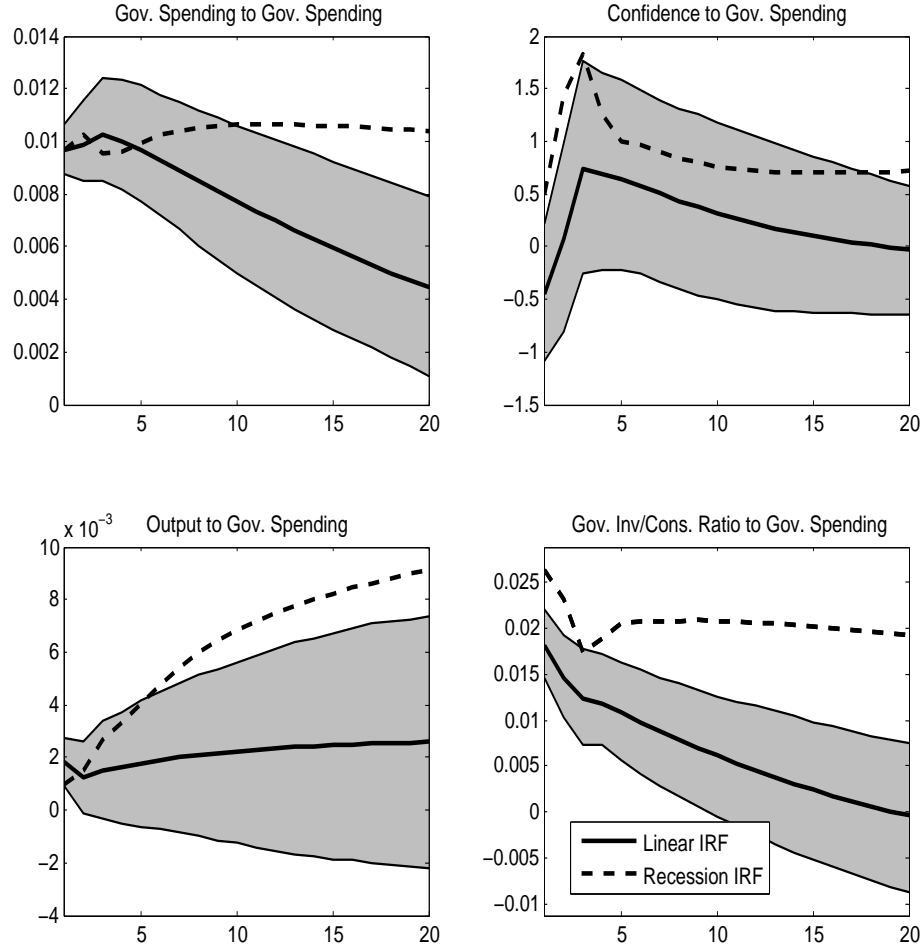 Gov. Spending to Gov. Spending
0.014
0.012
0.01
0.008
0.006
0.004
0.002
0
5 10 15 20
Confidence to Gov. Spending
2
1.5
1
0.5
0
−0.5
−1
−1.5
5 10 15 20
x 10−3
Output to Gov. Spending
10
8
6
4
2
0
−2
−4
5 10 15 20
Gov. Inv/Cons. Ratio to Gov. Spending
0.025
0.02
0.015
0.01
0.005
0
−0.005
−0.01
5 10 15 20
Linear IRF
Recession IRF